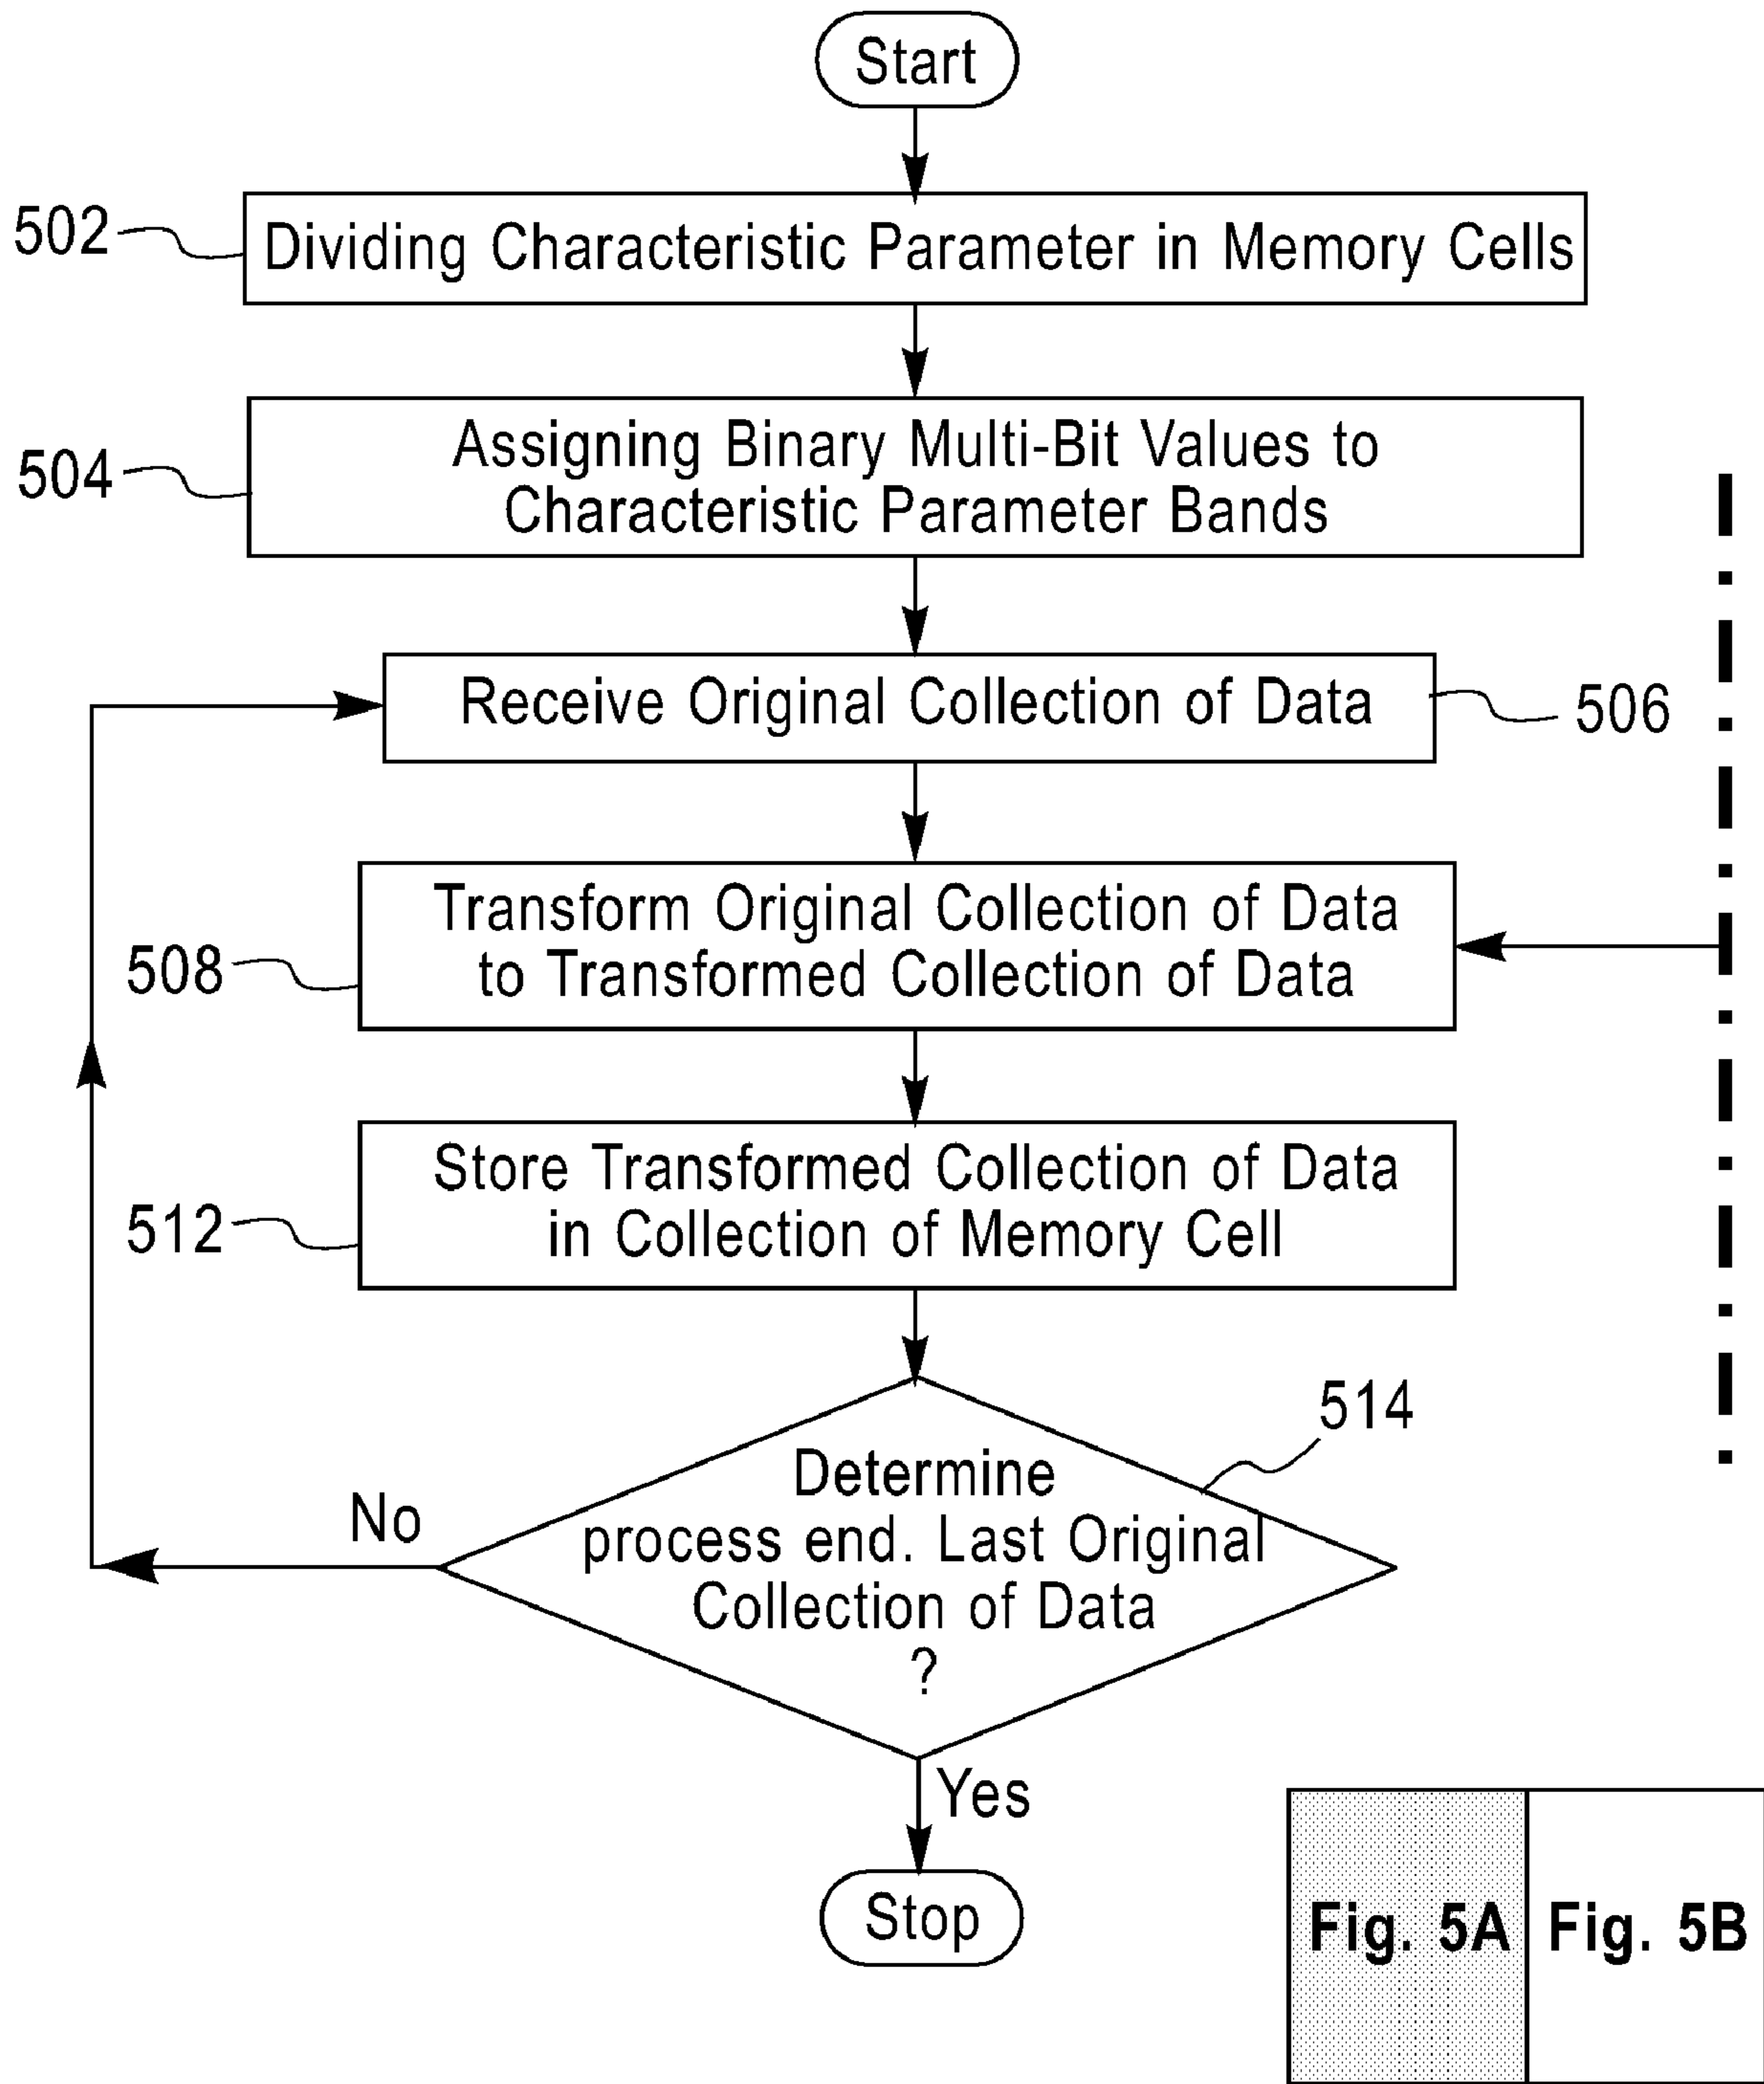 Start
502
Dividing Characteristic Parameter in Memory Cells
504
Assigning Binary Multi-Bit Values to
Characteristic Parameter Bands
Receive Original Collection of Data
506
508
Transform Original Collection of Data
to Transformed Collection of Data
512
Store Transformed Collection of Data
in Collection of Memory Cell
514
Determine
process end. Last Original
Collection of Data
?
No
Yes
Stop
Fig. 5A
Fig. 5B